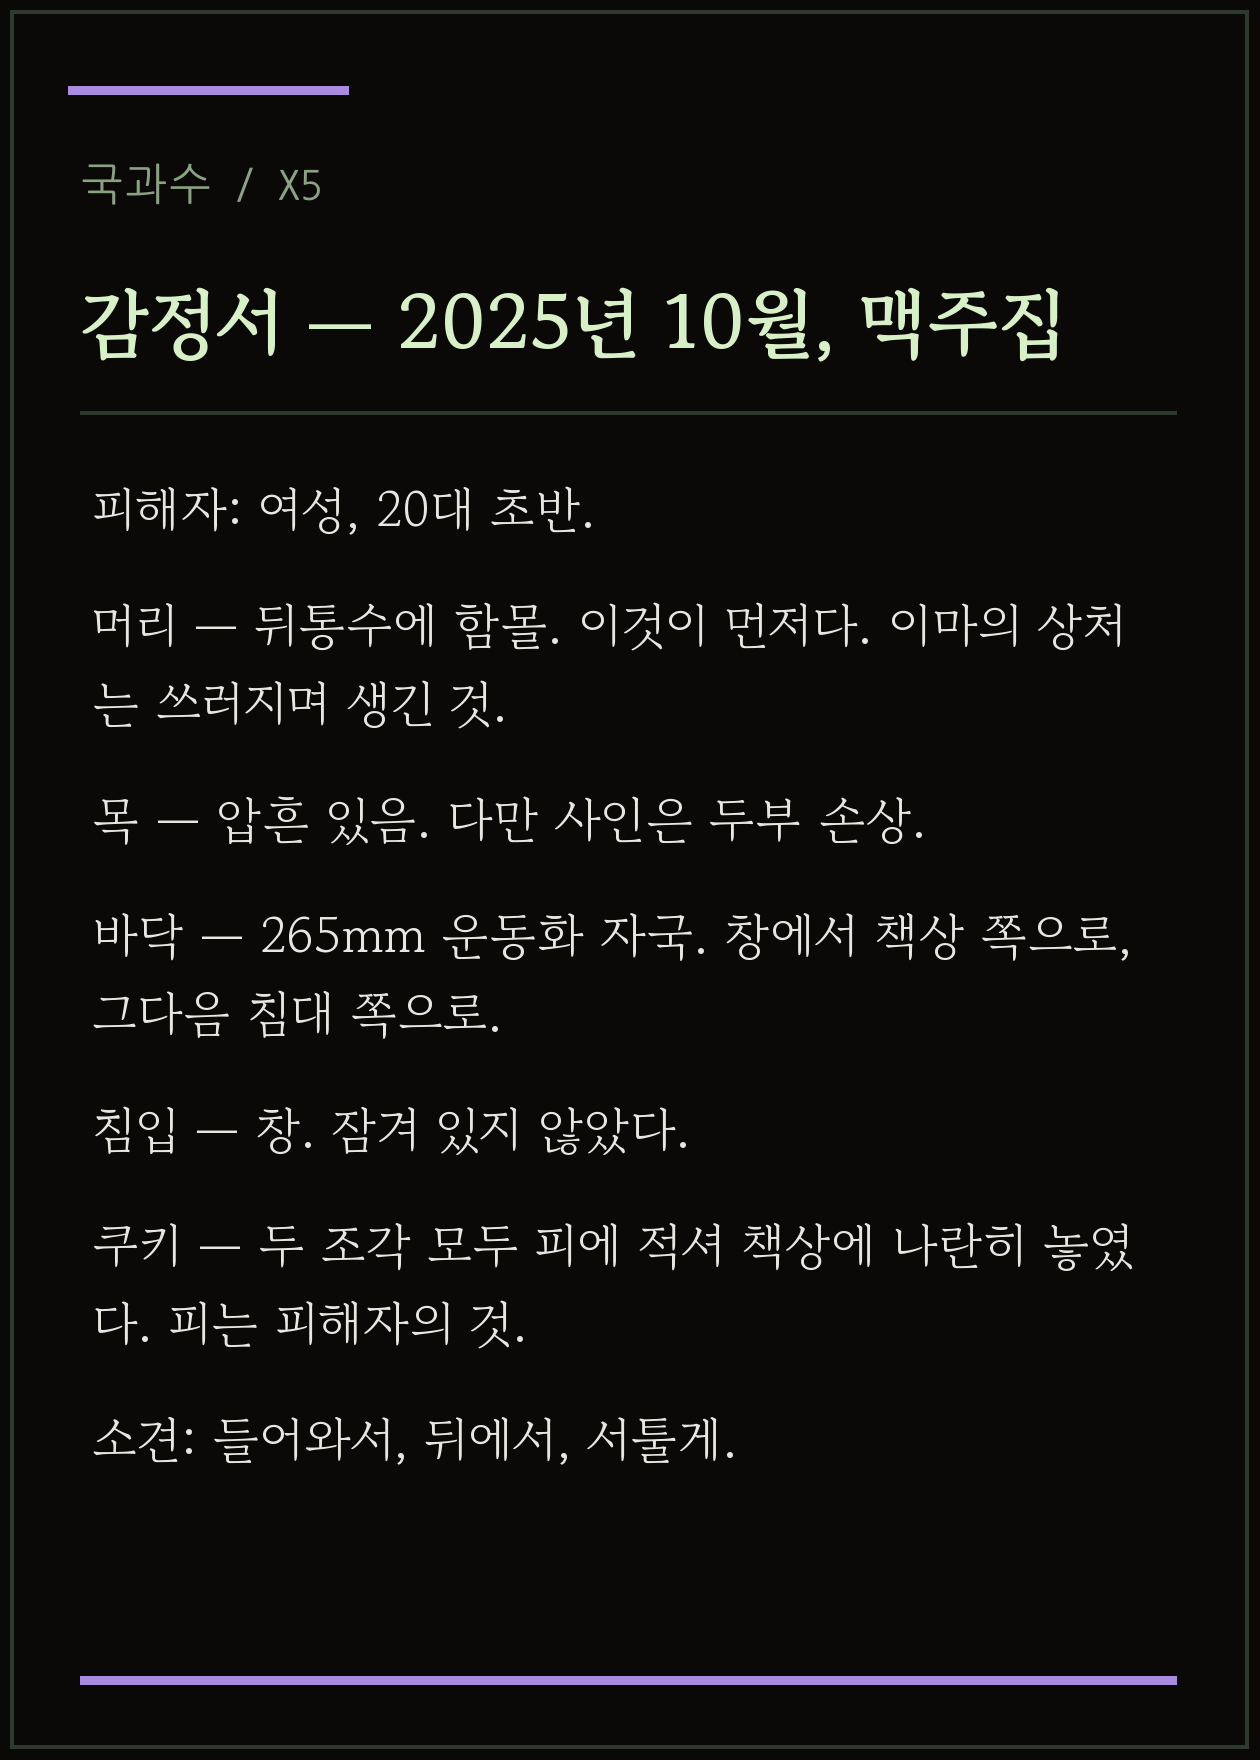 국과수 / X5
감정서 — 2025년 10월, 맥주집
피해자: 여성, 20대 초반.
머리 — 뒤통수에 함몰. 이것이 먼저다. 이마의 상처
는 쓰러지며 생긴 것.
목 — 압흔 있음. 다만 사인은 두부 손상.
바닥 — 265mm 운동화 자국. 창에서 책상 쪽으로,
그다음 침대 쪽으로.
침입 — 창. 잠겨 있지 않았다.
쿠키 — 두 조각 모두 피에 적셔 책상에 나란히 놓였
다. 피는 피해자의 것.
소견: 들어와서, 뒤에서, 서툴게.